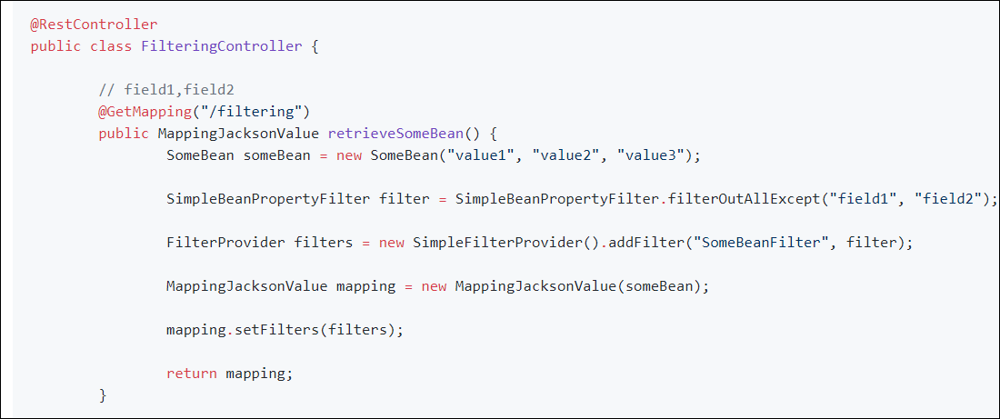 @RestController
public class FilteringController {
// field1,field2
@GetMapping("/filtering")
public MappingJacksonValue retrieveSomeBean() {
SomeBean someBean = new SomeBean("value1", "value2", "value3");
SimpleBeanPropertyFilter filter = SimpleBeanPropertyFilter.filterOutAllExcept("field1", "field2");
FilterProvider filters = new SimpleFilterProvider().addFilter("SomeBeanFilter", filter);
MappingJacksonValue mapping = new MappingJacksonValue(someBean);
mapping.setFilters(filters);
return mapping;
}